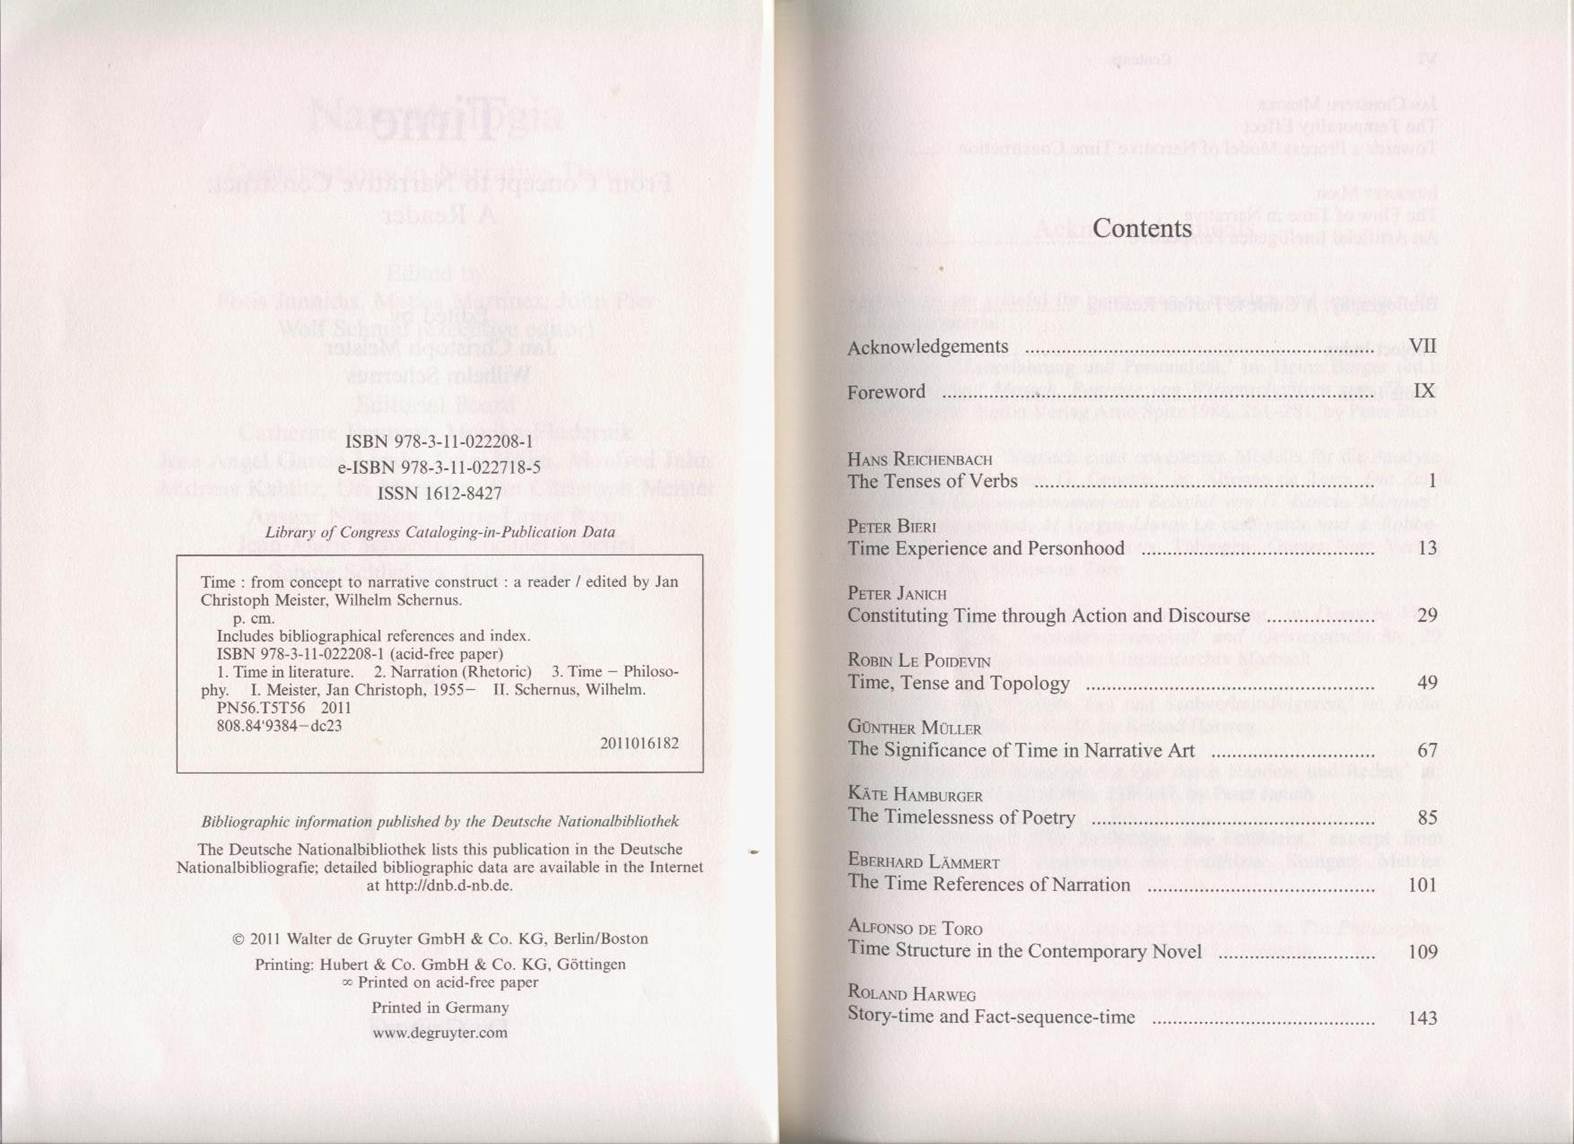 ISBN 978-3-11-022208-1
e-ISBN 978-3-11-022718-5
ISSN 1612-8427
Library of Congress Cataloging-in-Publication Data
Time : from concept to narrative construct : a reader / edited by Jan
Christoph Meister, Wilhelm Schernus.
p. cm.
Includes bibliographical references and index.
ISBN 978-3-11-022208-1 (acid-free paper)
1. Time in literature. 2. Narration (Rhetoric) 3. Time – Philoso-
phy. I. Meister, Jan Christoph, 1955– II. Schernus, Wilhelm.
PN56.T5T56 2011
808.84'9384–dc23
2011016182
Bibliographic information published by the Deutsche Nationalbibliothek
The Deutsche Nationalbibliothek lists this publication in the Deutsche
Nationalbibliografie; detailed bibliographic data are available in the Internet
at http://dnb.d-nb.de.
© 2011 Walter de Gruyter GmbH & Co. KG, Berlin/Boston
Printing: Hubert & Co. GmbH & Co. KG, Göttingen
∞ Printed on acid-free paper
Printed in Germany
www.degruyter.com
Contents
Acknowledgements ........ VII
Foreword ........ IX
HANS REICHENBACH
The Tenses of Verbs ........ 1
PETER BIERI
Time Experience and Personhood ........ 13
PETER JANICH
Constituting Time through Action and Discourse ........ 29
ROBIN LE POIDEVIN
Time, Tense and Topology ........ 49
GÜNTHER MÜLLER
The Significance of Time in Narrative Art ........ 67
KÄTE HAMBURGER
The Timelessness of Poetry ........ 85
EBERHARD LÄMMERT
The Time References of Narration ........ 101
ALFONSO DE TORO
Time Structure in the Contemporary Novel ........ 109
ROLAND HARWEG
Story-time and Fact-sequence-time ........ 143